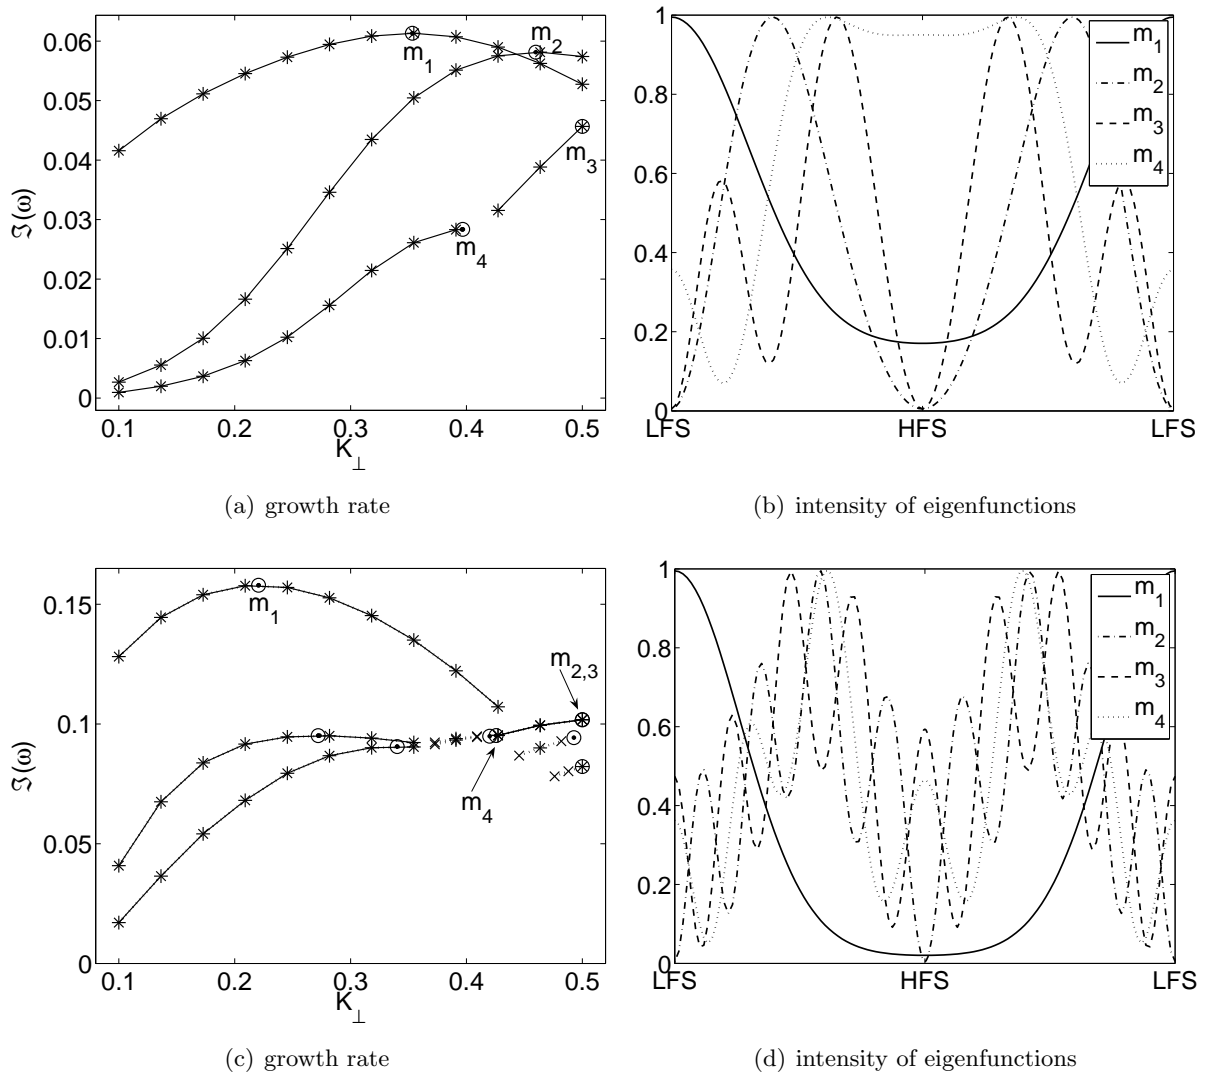 0.06
0.05
0.04
0.03
0.02
0.01
0
0.1
0.2
0.3
0.4
0.5
ℑ(ω)
K⊥
m1
m2
m3
m4
(a) growth rate
1
0.8
0.6
0.4
0.2
0
LFS
HFS
LFS
m1
m2
m3
m4
(b) intensity of eigenfunctions
0.15
0.1
0.05
0
0.1
0.2
0.3
0.4
0.5
ℑ(ω)
K⊥
m1
m2,3
m4
(c) growth rate
1
0.8
0.6
0.4
0.2
0
LFS
HFS
LFS
m1
m2
m3
m4
(d) intensity of eigenfunctions